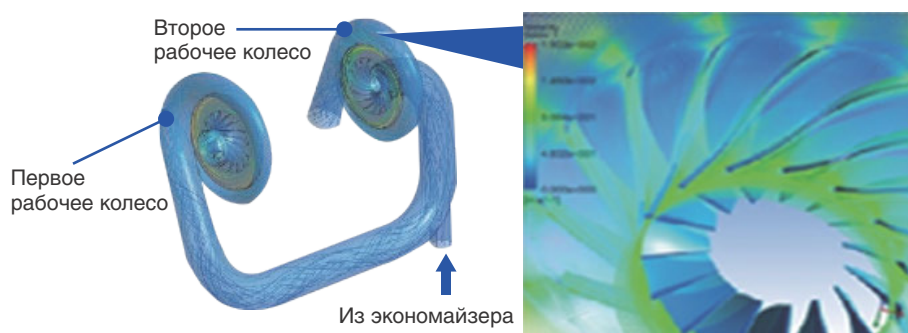 Второе
рабочее колесо
Первое
рабочее колесо
Из экономайзера